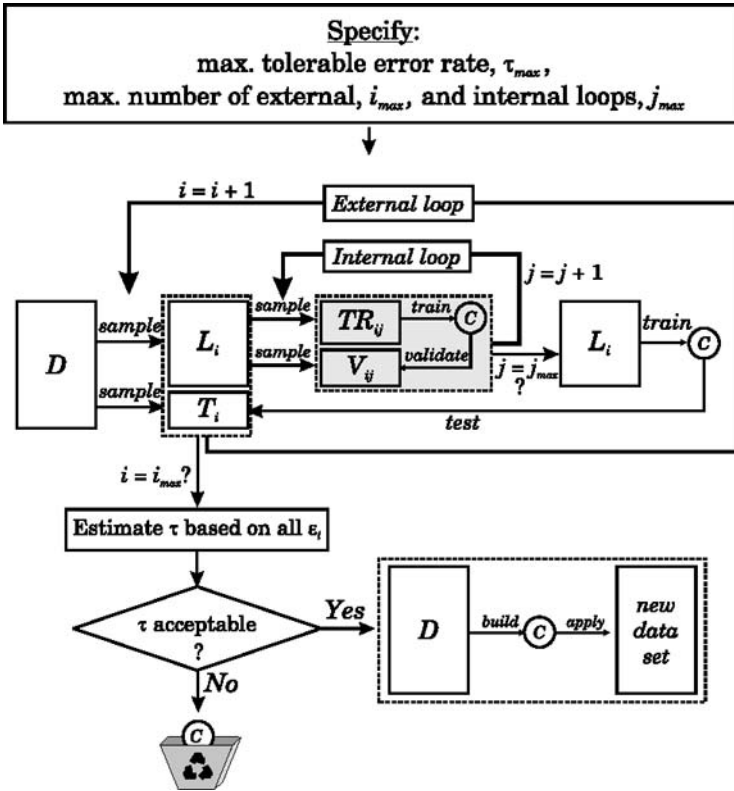 Specify:
max. tolerable error rate, τmax,
max. number of external, imax, and internal loops, jmax
i = i + 1
External loop
Internal loop
j = j + 1
D
sample
sample
Li
Ti
sample
sample
TRij
train
C
Vij
validate
j = jmax
?
Li
train
C
test
i = imax?
Estimate τ based on all εi
τ acceptable
?
Yes
No
C
D
build
C
apply
new
data
set